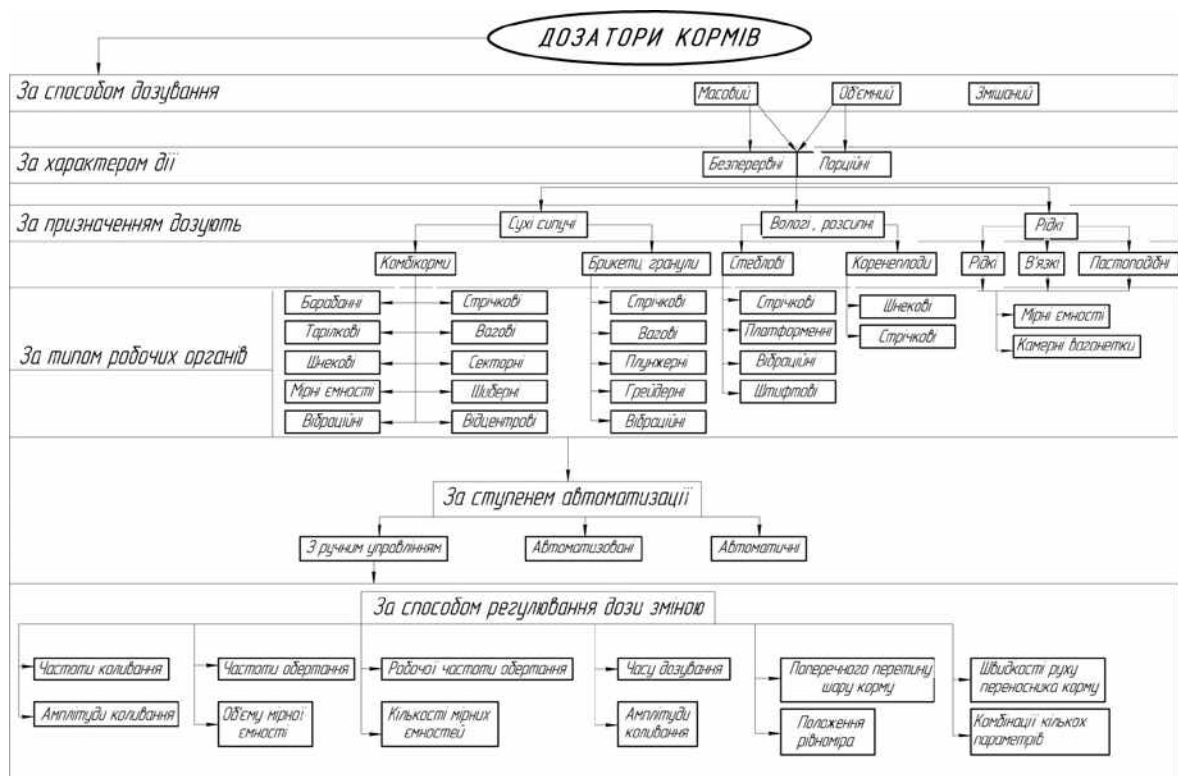 ДОЗАТОРИ КОРМІВ
За способом дозування
Масовий
Об'ємний
Змішаний
За характером дії
Безперервні
Порційні
За призначенням дозують
Сухі сипучі
Вологі, розсипні
Рідкі
Комбікорми
Брикети, гранули
Стеблові
Коренеплоди
Рідкі
В'язкі
Пастоподібні
За типом робочих органів
Барабанні
Тарілкові
Шнекові
Мірні ємності
Вібраційні
Стрічкові
Вагові
Секторні
Шиберні
Відцентрові
Стрічкові
Вагові
Плунжерні
Грейдерні
Вібраційні
Стрічкові
Платформенні
Вібраційні
Штифтові
Шнекові
Стрічкові
Мірні ємності
Камерні вагонетки
За ступенем автоматизації
З ручним управлінням
Автоматизовані
Автоматичні
За способом регулювання дози зміною
Частоти коливання
Амплітуди коливання
Частоти обертання
Об'єму мірної
ємності
Робочої частоти обертання
Кількості мірних
ємностей
Часу дозування
Амплітуди
коливання
Поперечного перетину
шару корму
Положення
рівноміра
Швидкості руху
переносника корму
Комбінації кількох
параметрів